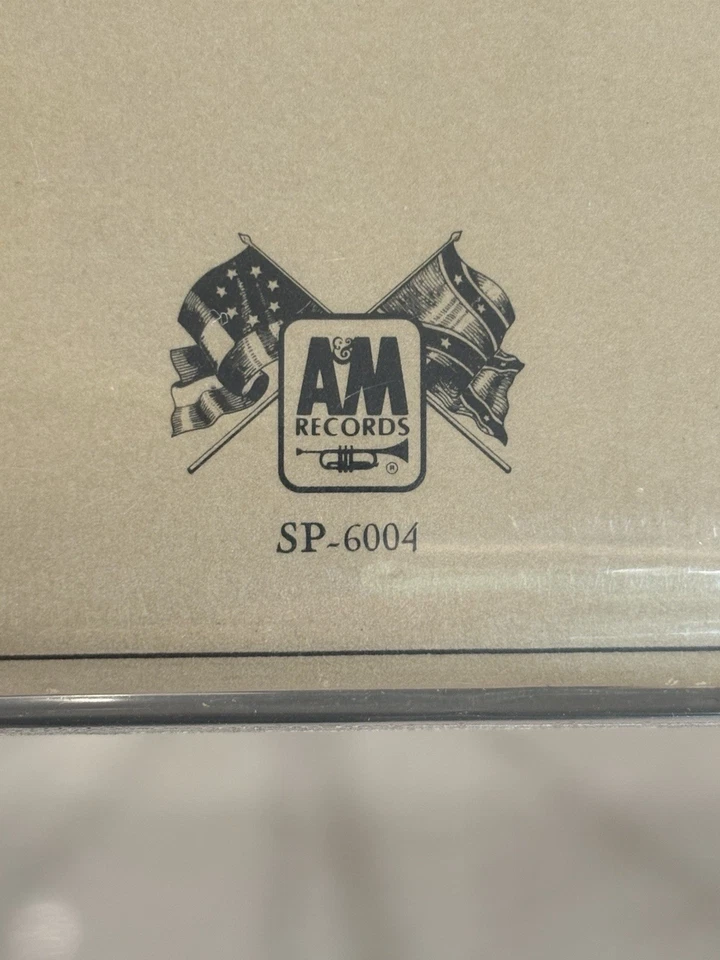 A&M
RECORDS
®
SP-6004